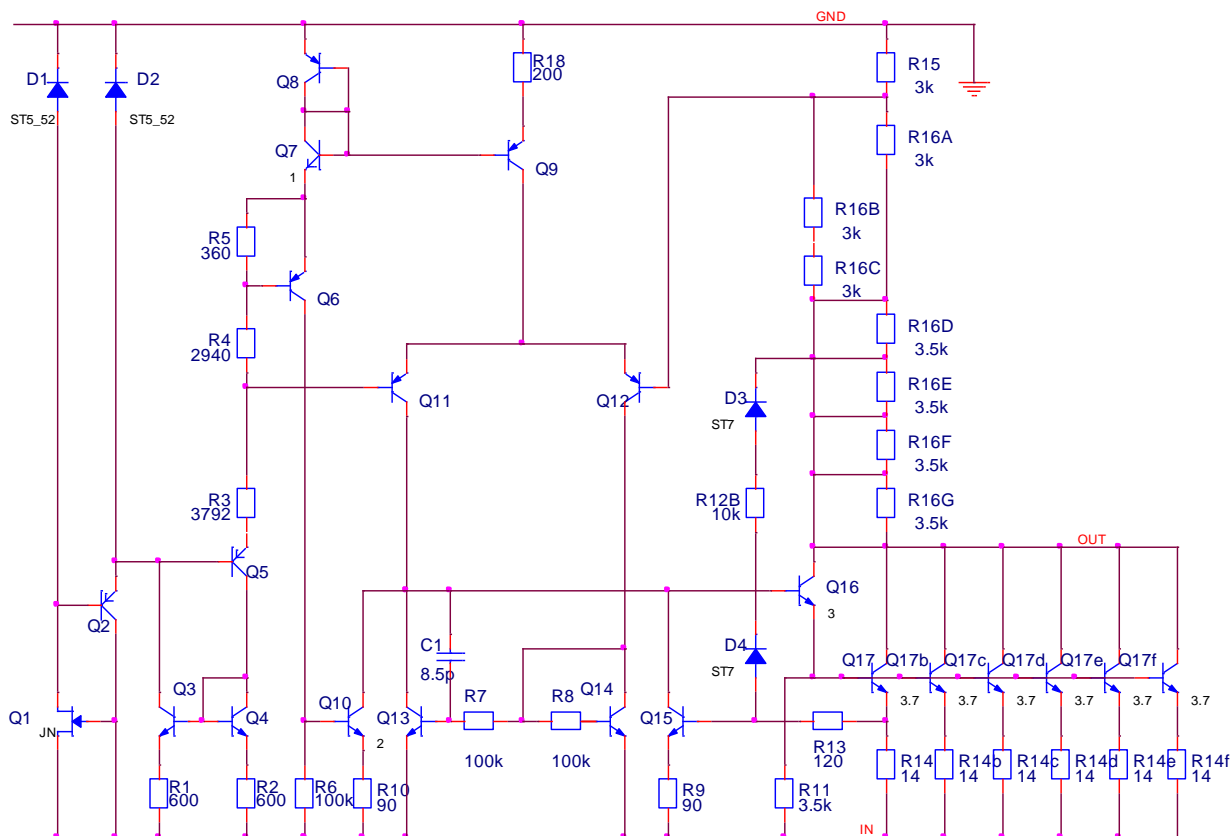 GND
D1
ST5_52
D2
ST5_52
Q8
R18
200
R15
3k
R16A
3k
Q7
1
Q9
R16B
3k
R16C
3k
R5
360
Q6
R4
2940
R16D
3.5k
R16E
3.5k
R16F
3.5k
R16G
3.5k
Q11
Q12
D3
ST7
R3
3792
R12B
10k
OUT
Q5
Q2
Q16
3
C1
8.5p
D4
ST7
Q17
Q17b
Q17c
Q17d
Q17e
Q17f
3.7
3.7
3.7
3.7
3.7
3.7
Q1
JN
Q3
Q4
Q10
2
Q13
R7
100k
R8
100k
Q14
Q15
R13
120
R1
600
R2
600
R6
100k
R10
90
R9
90
R11
3.5k
R14
14
R14b
14
R14c
14
R14d
14
R14e
14
R14f
14
IN